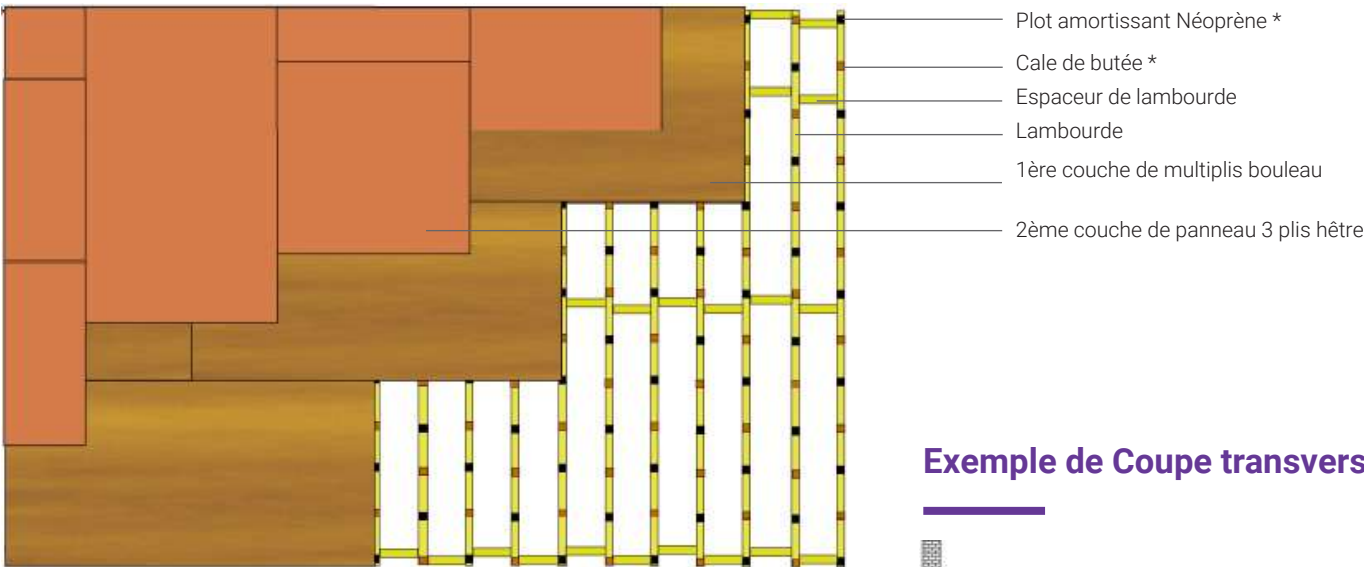 Plot amortissant Néoprène *
Cale de butée *
Espaceur de lambourde
Lambourde
1ère couche de multiplis bouleau
2ème couche de panneau 3 plis hêtre
Exemple de Coupe transvers